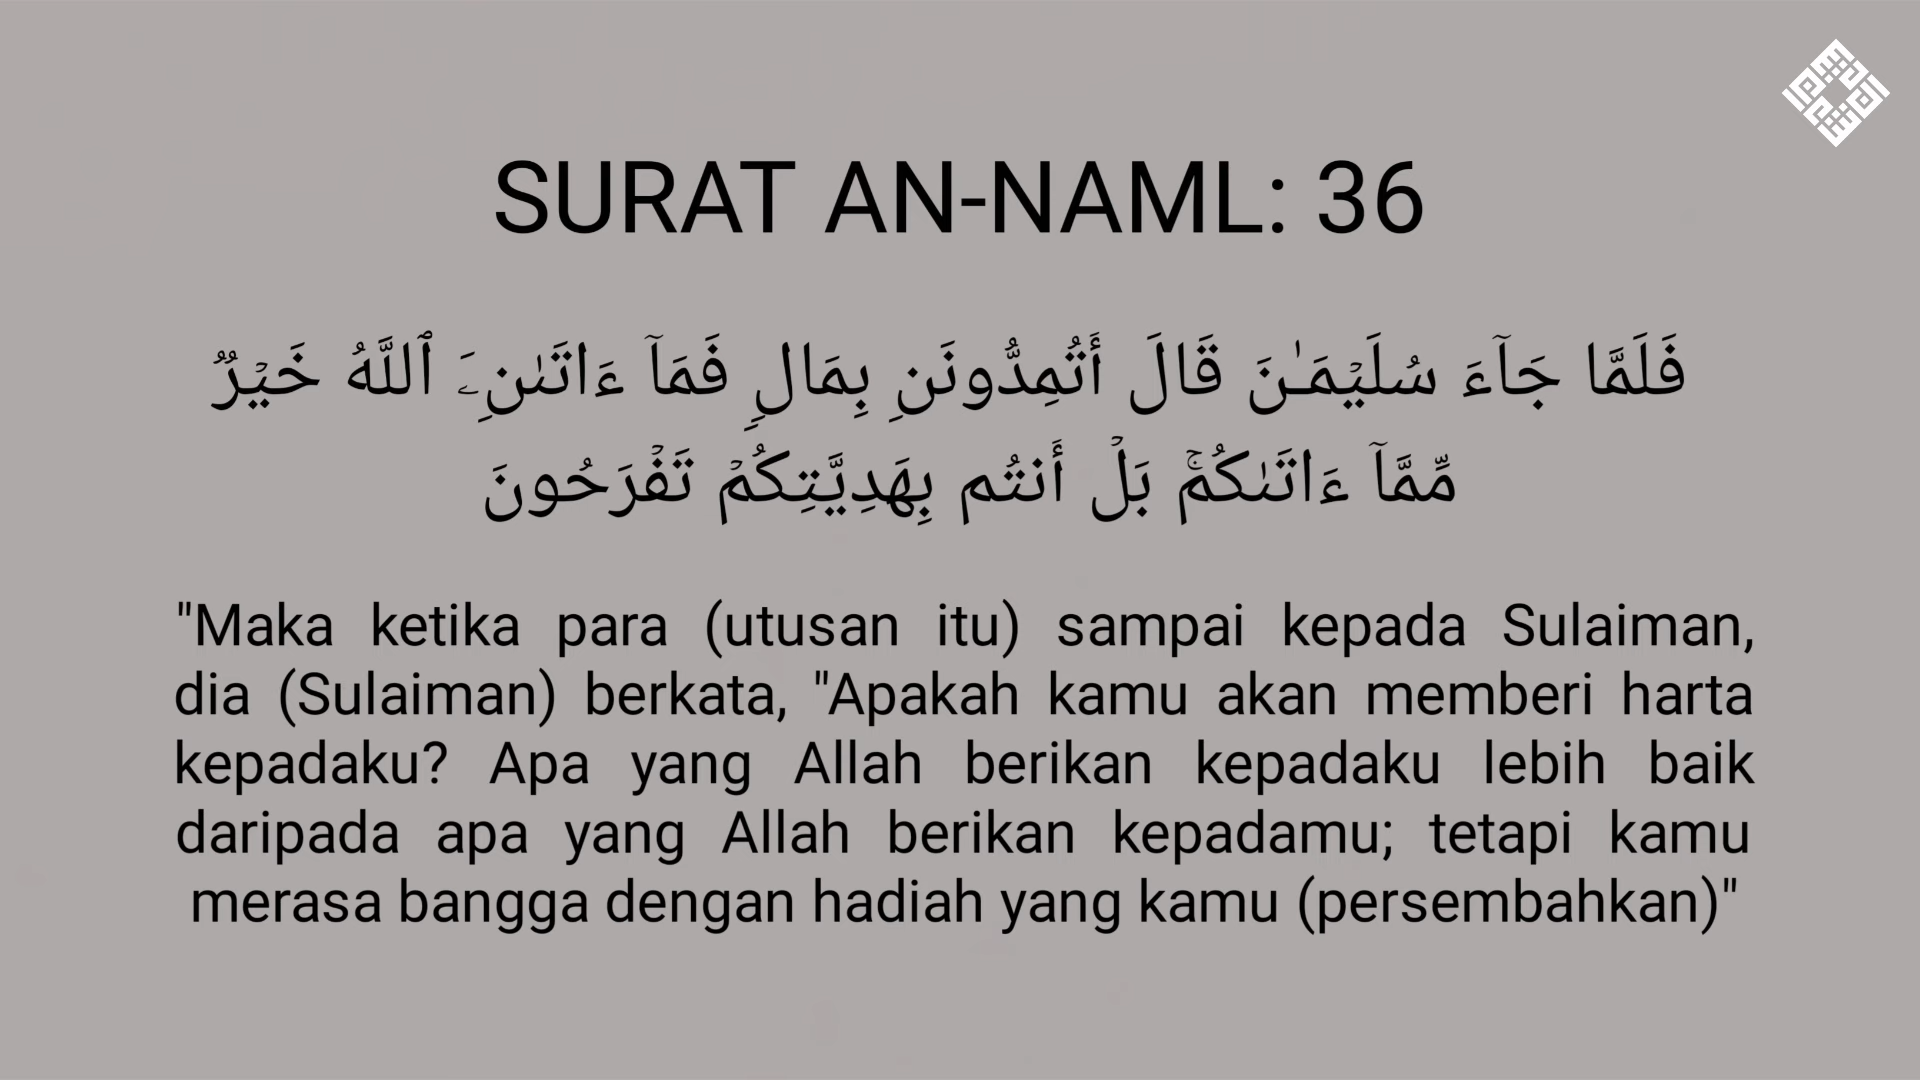 SURAT AN-NAML: 36
فَلَمَّا جَآءَ سُلَيْمَـٰنَ قَالَ أَتُمِدُّونَنِ بِمَالٍ فَمَآ ءَاتَىٰنِۦَ ٱللَّهُ خَيْرٌ
مِّمَّآ ءَاتَىٰكُمۚ بَلْ أَنتُم بِهَدِيَّتِكُمْ تَفْرَحُونَ
"Maka ketika para (utusan itu) sampai kepada Sulaiman,
dia (Sulaiman) berkata, "Apakah kamu akan memberi harta
kepadaku? Apa yang Allah berikan kepadaku lebih baik
daripada apa yang Allah berikan kepadamu; tetapi kamu
merasa bangga dengan hadiah yang kamu (persembahkan)"